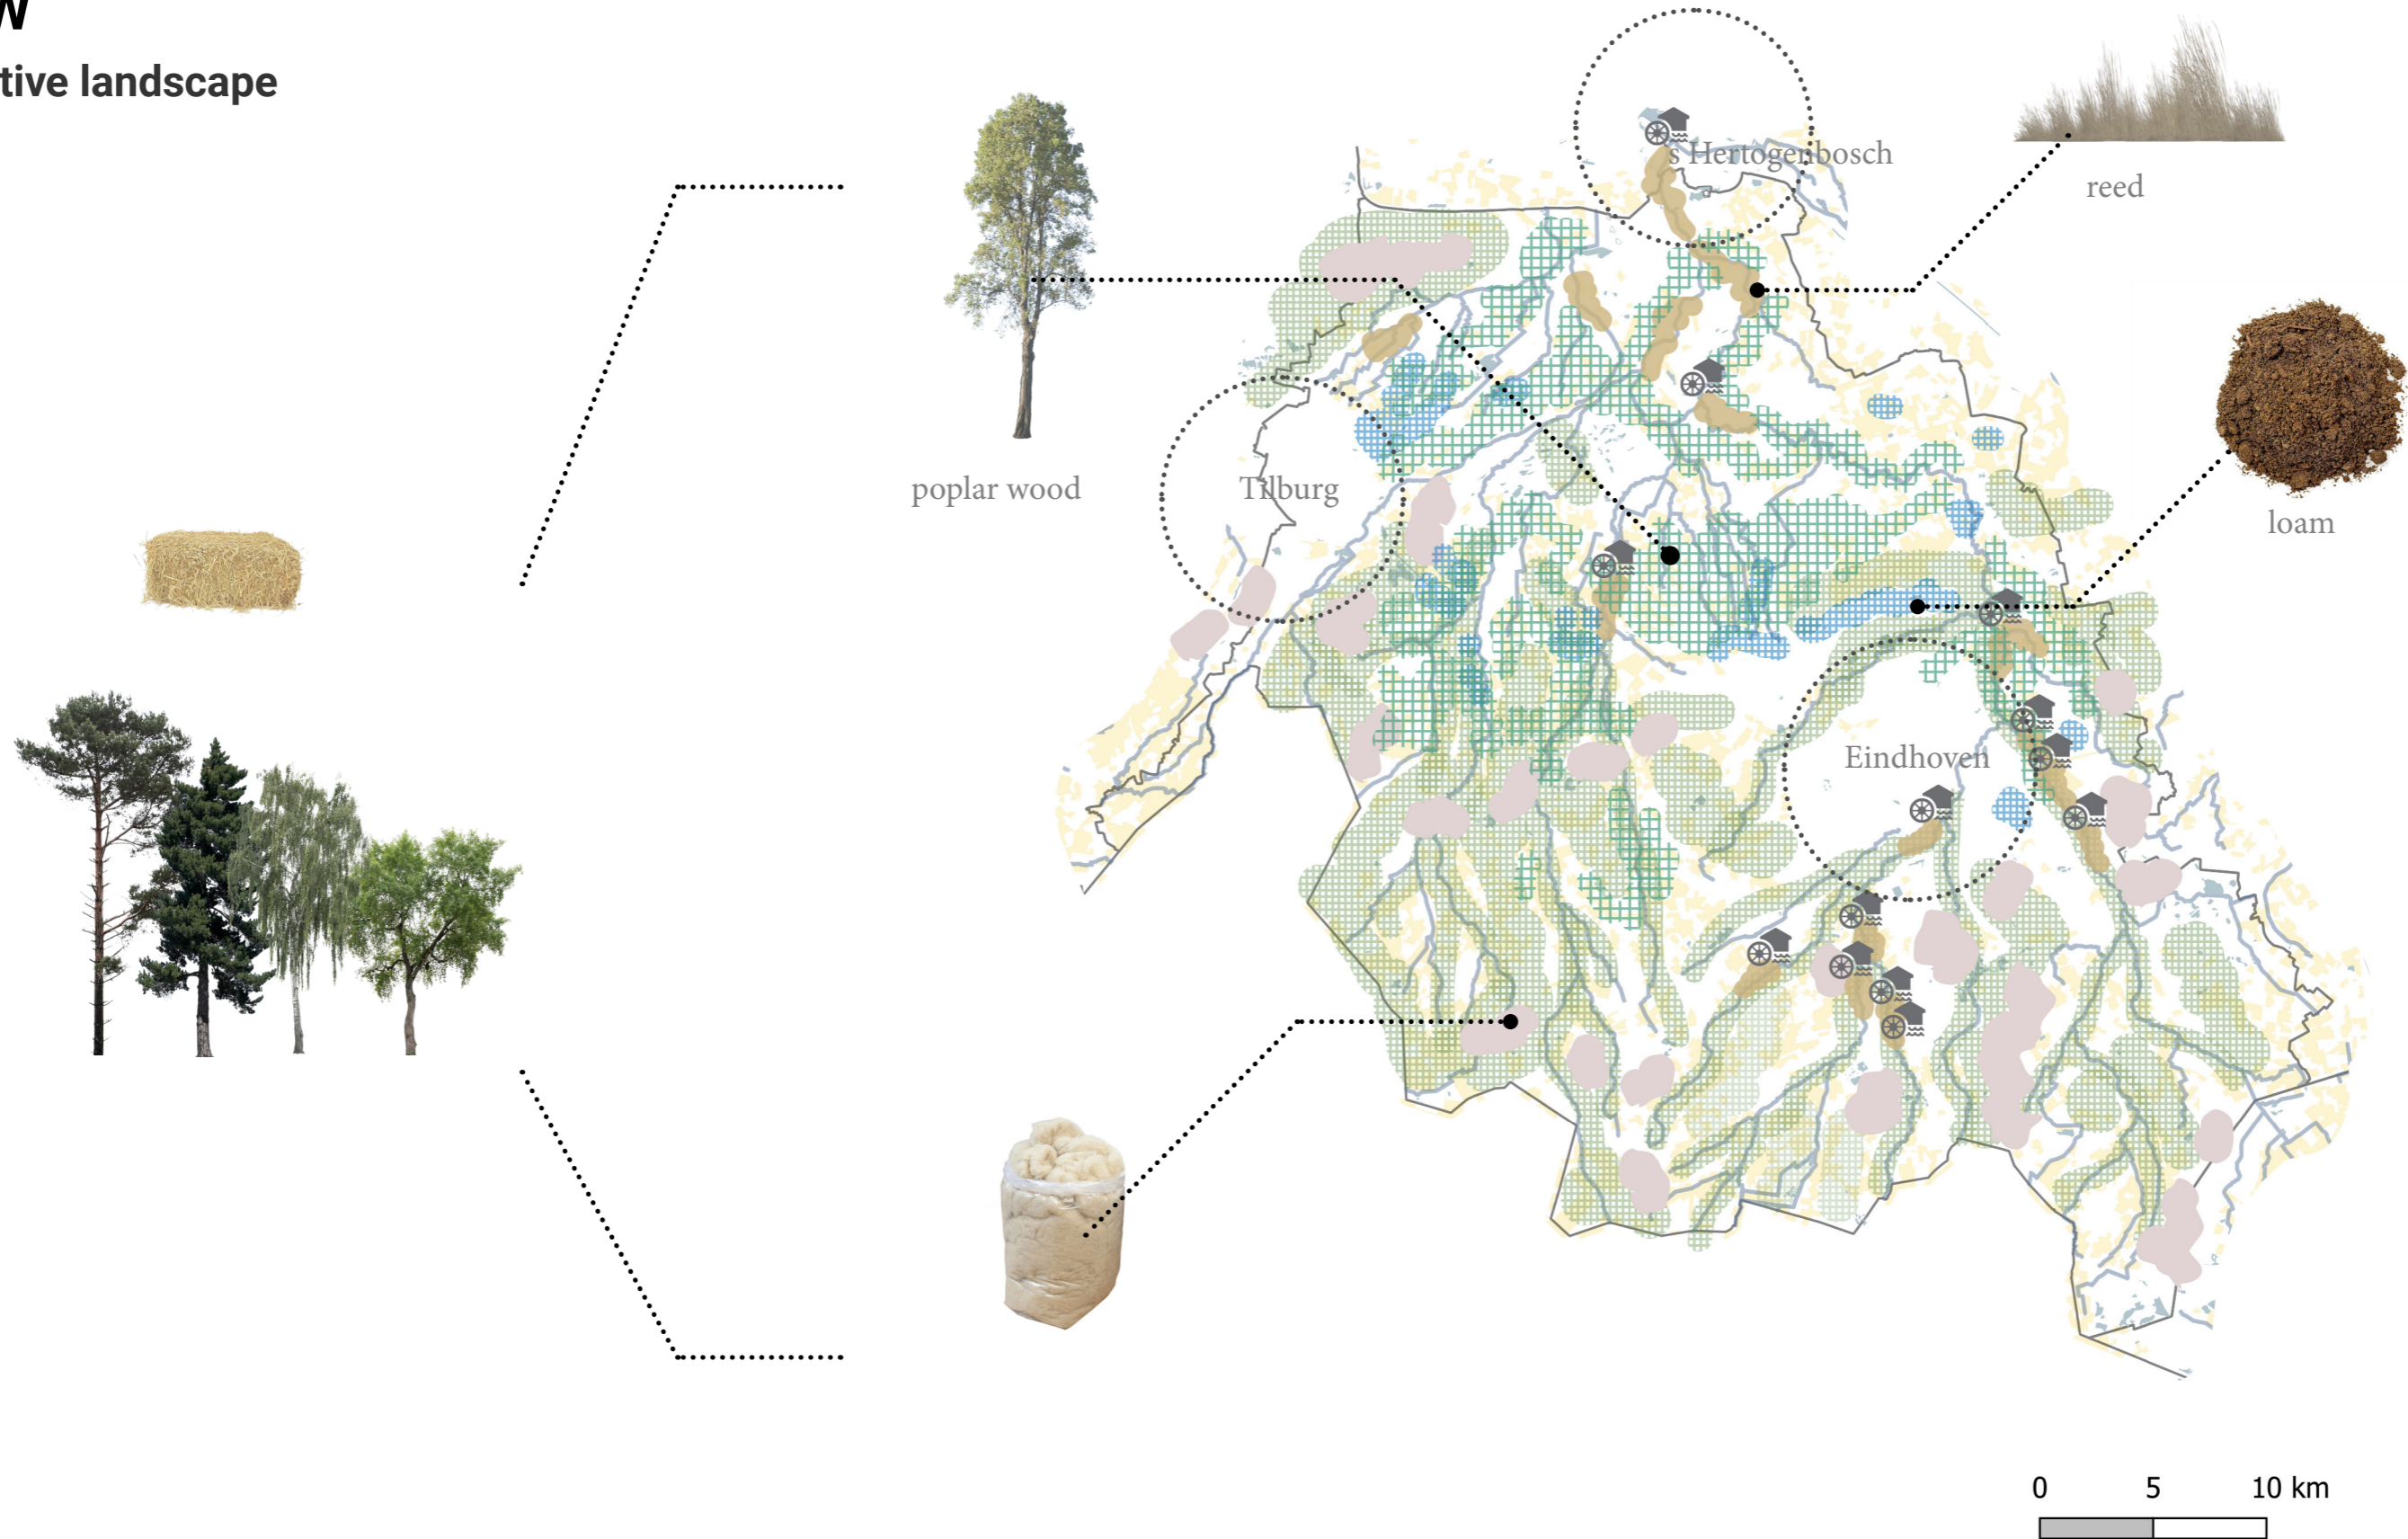 tive landscape
s Hertogenbosch
reed
poplar wood
Tilburg
loam
Eindhoven
0 5 10 km